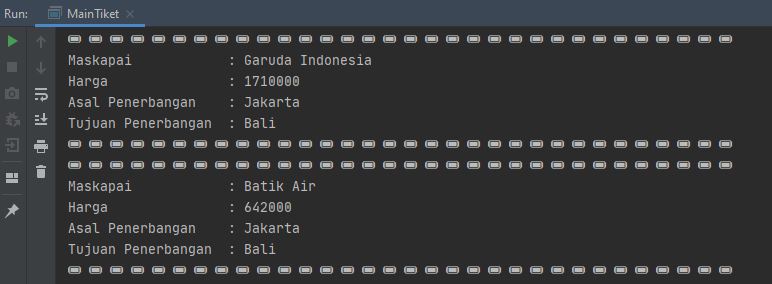 Run: MainTiket ×
Maskapai : Garuda Indonesia
Harga : 1710000
Asal Penerbangan : Jakarta
Tujuan Penerbangan : Bali
Maskapai : Batik Air
Harga : 642000
Asal Penerbangan : Jakarta
Tujuan Penerbangan : Bali